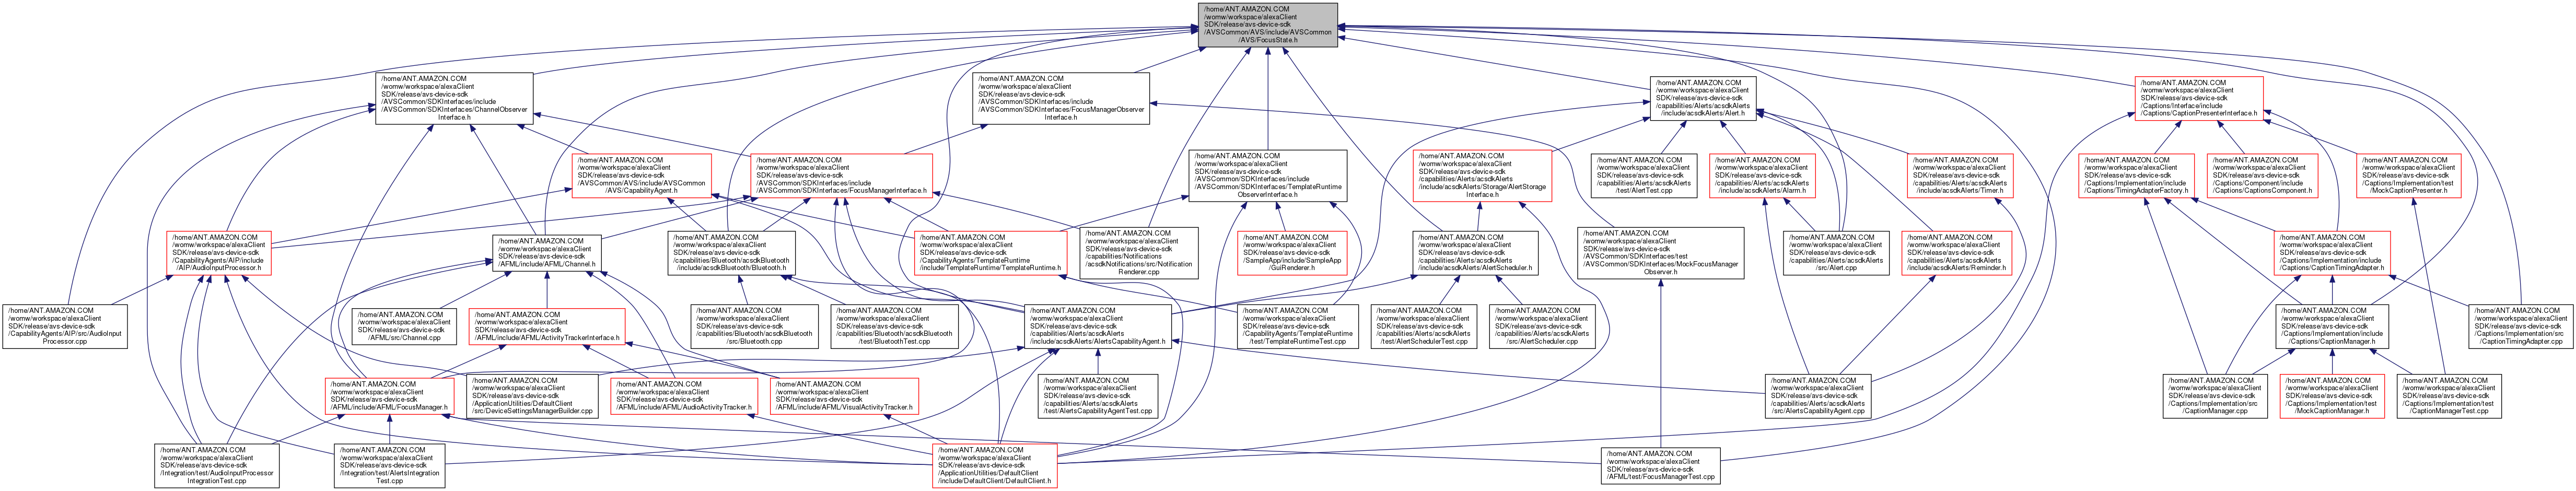 /home/ANT.AMAZON.COM
/womw/workspace/alexaClient
SDK/release/avs-device-sdk
/AVSCommon/AVS/include/AVSCommon
/AVS/FocusState.h
/home/ANT.AMAZON.COM
/womw/workspace/alexaClient
SDK/release/avs-device-sdk
/AVSCommon/SDKInterfaces/include
/AVSCommon/SDKInterfaces/ChannelObserver
Interface.h
/home/ANT.AMAZON.COM
/womw/workspace/alexaClient
SDK/release/avs-device-sdk
/AVSCommon/SDKInterfaces/include
/AVSCommon/SDKInterfaces/FocusManagerObserver
Interface.h
/home/ANT.AMAZON.COM
/womw/workspace/alexaClient
SDK/release/avs-device-sdk
/capabilities/Alerts/acsdkAlerts
/include/acsdkAlerts/Alert.h
/home/ANT.AMAZON.COM
/womw/workspace/alexaClient
SDK/release/avs-device-sdk
/Captions/Interface/include
/Captions/CaptionPresenterInterface.h
/home/ANT.AMAZON.COM
/womw/workspace/alexaClient
SDK/release/avs-device-sdk
/AVSCommon/AVS/include/AVSCommon
/AVS/CapabilityAgent.h
/home/ANT.AMAZON.COM
/womw/workspace/alexaClient
SDK/release/avs-device-sdk
/AVSCommon/SDKInterfaces/include
/AVSCommon/SDKInterfaces/FocusManagerInterface.h
/home/ANT.AMAZON.COM
/womw/workspace/alexaClient
SDK/release/avs-device-sdk
/AVSCommon/SDKInterfaces/include
/AVSCommon/SDKInterfaces/TemplateRuntime
ObserverInterface.h
/home/ANT.AMAZON.COM
/womw/workspace/alexaClient
SDK/release/avs-device-sdk
/capabilities/Alerts/acsdkAlerts
/include/acsdkAlerts/Storage/AlertStorage
Interface.h
/home/ANT.AMAZON.COM
/womw/workspace/alexaClient
SDK/release/avs-device-sdk
/capabilities/Alerts/acsdkAlerts
/test/AlertTest.cpp
/home/ANT.AMAZON.COM
/womw/workspace/alexaClient
SDK/release/avs-device-sdk
/capabilities/Alerts/acsdkAlerts
/include/acsdkAlerts/Alarm.h
/home/ANT.AMAZON.COM
/womw/workspace/alexaClient
SDK/release/avs-device-sdk
/capabilities/Alerts/acsdkAlerts
/include/acsdkAlerts/Timer.h
/home/ANT.AMAZON.COM
/womw/workspace/alexaClient
SDK/release/avs-device-sdk
/Captions/Implementation/include
/Captions/TimingAdapterFactory.h
/home/ANT.AMAZON.COM
/womw/workspace/alexaClient
SDK/release/avs-device-sdk
/Captions/Component/include
/Captions/CaptionsComponent.h
/home/ANT.AMAZON.COM
/womw/workspace/alexaClient
SDK/release/avs-device-sdk
/Captions/Implementation/test
/MockCaptionPresenter.h
/home/ANT.AMAZON.COM
/womw/workspace/alexaClient
SDK/release/avs-device-sdk
/CapabilityAgents/AIP/include
/AIP/AudioInputProcessor.h
/home/ANT.AMAZON.COM
/womw/workspace/alexaClient
SDK/release/avs-device-sdk
/AFML/include/AFML/Channel.h
/home/ANT.AMAZON.COM
/womw/workspace/alexaClient
SDK/release/avs-device-sdk
/capabilities/Bluetooth/acsdkBluetooth
/include/acsdkBluetooth/Bluetooth.h
/home/ANT.AMAZON.COM
/womw/workspace/alexaClient
SDK/release/avs-device-sdk
/CapabilityAgents/TemplateRuntime
/include/TemplateRuntime/TemplateRuntime.h
/home/ANT.AMAZON.COM
/womw/workspace/alexaClient
SDK/release/avs-device-sdk
/capabilities/Notifications
/acsdkNotifications/src/Notification
Renderer.cpp
/home/ANT.AMAZON.COM
/womw/workspace/alexaClient
SDK/release/avs-device-sdk
/SampleApp/include/SampleApp
/GuiRenderer.h
/home/ANT.AMAZON.COM
/womw/workspace/alexaClient
SDK/release/avs-device-sdk
/capabilities/Alerts/acsdkAlerts
/include/acsdkAlerts/AlertScheduler.h
/home/ANT.AMAZON.COM
/womw/workspace/alexaClient
SDK/release/avs-device-sdk
/AVSCommon/SDKInterfaces/test
/AVSCommon/SDKInterfaces/MockFocusManager
Observer.h
/home/ANT.AMAZON.COM
/womw/workspace/alexaClient
SDK/release/avs-device-sdk
/capabilities/Alerts/acsdkAlerts
/src/Alert.cpp
/home/ANT.AMAZON.COM
/womw/workspace/alexaClient
SDK/release/avs-device-sdk
/capabilities/Alerts/acsdkAlerts
/include/acsdkAlerts/Reminder.h
/home/ANT.AMAZON.COM
/womw/workspace/alexaClient
SDK/release/avs-device-sdk
/Captions/Implementation/include
/Captions/CaptionTimingAdapter.h
/home/ANT.AMAZON.COM
/womw/workspace/alexaClient
SDK/release/avs-device-sdk
/CapabilityAgents/AIP/src/AudioInput
Processor.cpp
/home/ANT.AMAZON.COM
/womw/workspace/alexaClient
SDK/release/avs-device-sdk
/AFML/src/Channel.cpp
/home/ANT.AMAZON.COM
/womw/workspace/alexaClient
SDK/release/avs-device-sdk
/AFML/include/AFML/ActivityTrackerInterface.h
/home/ANT.AMAZON.COM
/womw/workspace/alexaClient
SDK/release/avs-device-sdk
/capabilities/Bluetooth/acsdkBluetooth
/src/Bluetooth.cpp
/home/ANT.AMAZON.COM
/womw/workspace/alexaClient
SDK/release/avs-device-sdk
/capabilities/Bluetooth/acsdkBluetooth
/test/BluetoothTest.cpp
/home/ANT.AMAZON.COM
/womw/workspace/alexaClient
SDK/release/avs-device-sdk
/capabilities/Alerts/acsdkAlerts
/include/acsdkAlerts/AlertsCapabilityAgent.h
/home/ANT.AMAZON.COM
/womw/workspace/alexaClient
SDK/release/avs-device-sdk
/CapabilityAgents/TemplateRuntime
/test/TemplateRuntimeTest.cpp
/home/ANT.AMAZON.COM
/womw/workspace/alexaClient
SDK/release/avs-device-sdk
/capabilities/Alerts/acsdkAlerts
/test/AlertSchedulerTest.cpp
/home/ANT.AMAZON.COM
/womw/workspace/alexaClient
SDK/release/avs-device-sdk
/capabilities/Alerts/acsdkAlerts
/src/AlertScheduler.cpp
/home/ANT.AMAZON.COM
/womw/workspace/alexaClient
SDK/release/avs-device-sdk
/Captions/Implementation/include
/Captions/CaptionManager.h
/home/ANT.AMAZON.COM
/womw/workspace/alexaClient
SDK/release/avs-device-sdk
/Captions/Implementation/src
/CaptionTimingAdapter.cpp
/home/ANT.AMAZON.COM
/womw/workspace/alexaClient
SDK/release/avs-device-sdk
/AFML/include/AFML/FocusManager.h
/home/ANT.AMAZON.COM
/womw/workspace/alexaClient
SDK/release/avs-device-sdk
/ApplicationUtilities/DefaultClient
/src/DeviceSettingsManagerBuilder.cpp
/home/ANT.AMAZON.COM
/womw/workspace/alexaClient
SDK/release/avs-device-sdk
/AFML/include/AFML/AudioActivityTracker.h
/home/ANT.AMAZON.COM
/womw/workspace/alexaClient
SDK/release/avs-device-sdk
/AFML/include/AFML/VisualActivityTracker.h
/home/ANT.AMAZON.COM
/womw/workspace/alexaClient
SDK/release/avs-device-sdk
/capabilities/Alerts/acsdkAlerts
/test/AlertsCapabilityAgentTest.cpp
/home/ANT.AMAZON.COM
/womw/workspace/alexaClient
SDK/release/avs-device-sdk
/capabilities/Alerts/acsdkAlerts
/src/AlertsCapabilityAgent.cpp
/home/ANT.AMAZON.COM
/womw/workspace/alexaClient
SDK/release/avs-device-sdk
/Captions/Implementation/src
/CaptionManager.cpp
/home/ANT.AMAZON.COM
/womw/workspace/alexaClient
SDK/release/avs-device-sdk
/Captions/Implementation/test
/MockCaptionManager.h
/home/ANT.AMAZON.COM
/womw/workspace/alexaClient
SDK/release/avs-device-sdk
/Captions/Implementation/test
/CaptionManagerTest.cpp
/home/ANT.AMAZON.COM
/womw/workspace/alexaClient
SDK/release/avs-device-sdk
/Integration/test/AudioInputProcessor
IntegrationTest.cpp
/home/ANT.AMAZON.COM
/womw/workspace/alexaClient
SDK/release/avs-device-sdk
/Integration/test/AlertsIntegration
Test.cpp
/home/ANT.AMAZON.COM
/womw/workspace/alexaClient
SDK/release/avs-device-sdk
/ApplicationUtilities/DefaultClient
/include/DefaultClient/DefaultClient.h
/home/ANT.AMAZON.COM
/womw/workspace/alexaClient
SDK/release/avs-device-sdk
/AFML/test/FocusManagerTest.cpp